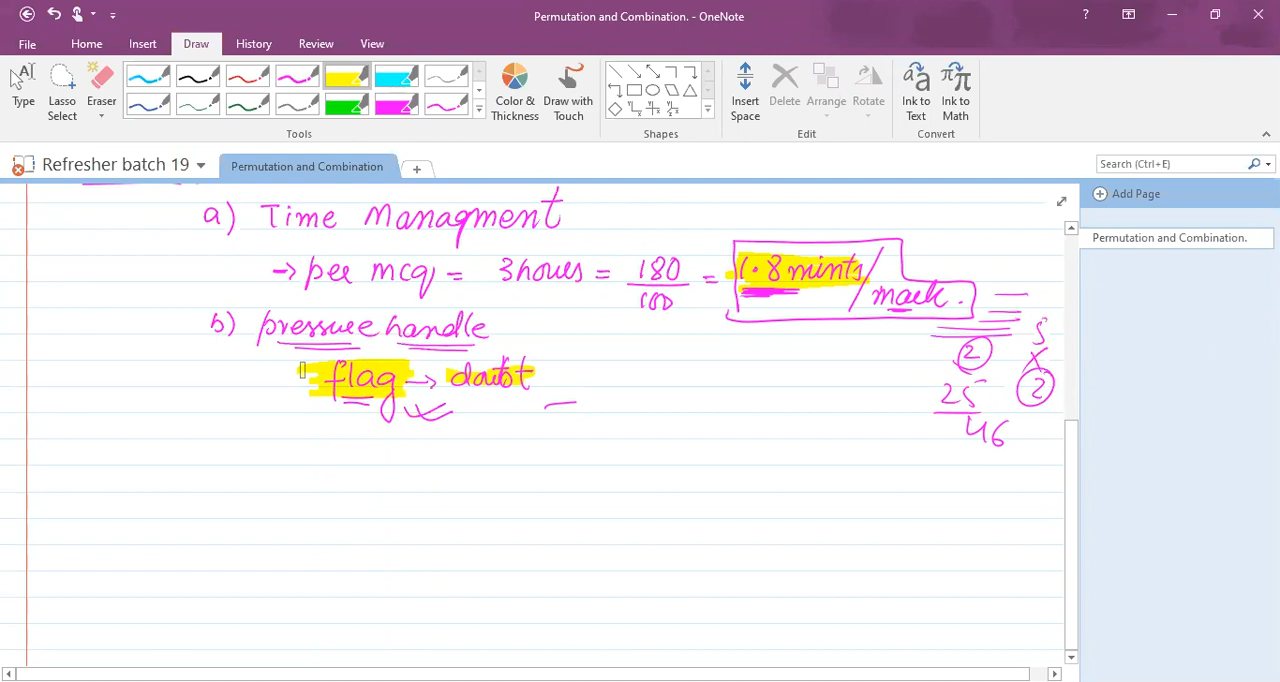 Permutation and Combination. - OneNote
?
File Home Insert Draw History Review View
Type Lasso Select Eraser Color & Thickness Draw with Touch Insert Space Delete Arrange Rotate Ink to Text Ink to Math
Tools Shapes Edit Convert
Refresher batch 19 Permutation and Combination Search (Ctrl+E)
Add Page
Permutation and Combination.
a) Time Managment
→ per mcq = 3 hours = 180/100 = 1.8 mints/mark.
b) pressure handle
flag → doubt
2
25
46
5
×
2